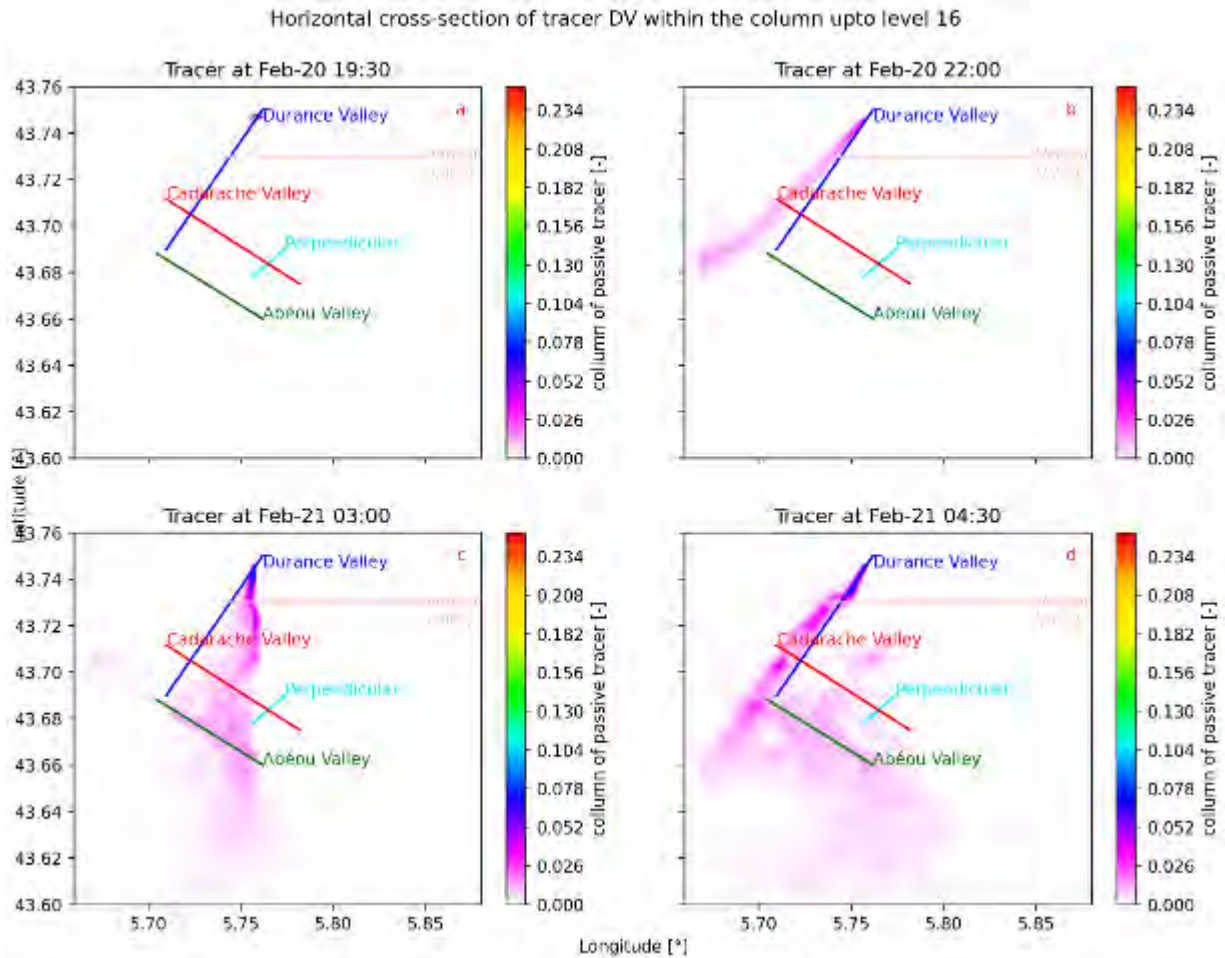 Horizontal cross-section of tracer DV within the column upto level 16
Tracer at Feb-20 19:30
43.76
43.74
43.72
43.70
43.68
43.66
43.64
43.62
43.60
Durance Valley
Cadarache Valley
Perpendicular
Abéou Valley
a
0.234
0.208
0.182
0.156
0.130
0.104
0.078
0.052
0.026
0.000
collumn of passive tracer [-]
Tracer at Feb-20 22:00
Durance Valley
Cadarache Valley
Perpendicular
Abéou Valley
b
0.234
0.208
0.182
0.156
0.130
0.104
0.078
0.052
0.026
0.000
collumn of passive tracer [-]
Latitude [°]
Tracer at Feb-21 03:00
43.76
43.74
43.72
43.70
43.68
43.66
43.64
43.62
43.60
5.70
5.75
5.80
5.85
Durance Valley
Cadarache Valley
Perpendicular
Abéou Valley
c
0.234
0.208
0.182
0.156
0.130
0.104
0.078
0.052
0.026
0.000
collumn of passive tracer [-]
Tracer at Feb-21 04:30
5.70
5.75
5.80
5.85
Durance Valley
Cadarache Valley
Perpendicular
Abéou Valley
d
0.234
0.208
0.182
0.156
0.130
0.104
0.078
0.052
0.026
0.000
collumn of passive tracer [-]
Longitude [°]